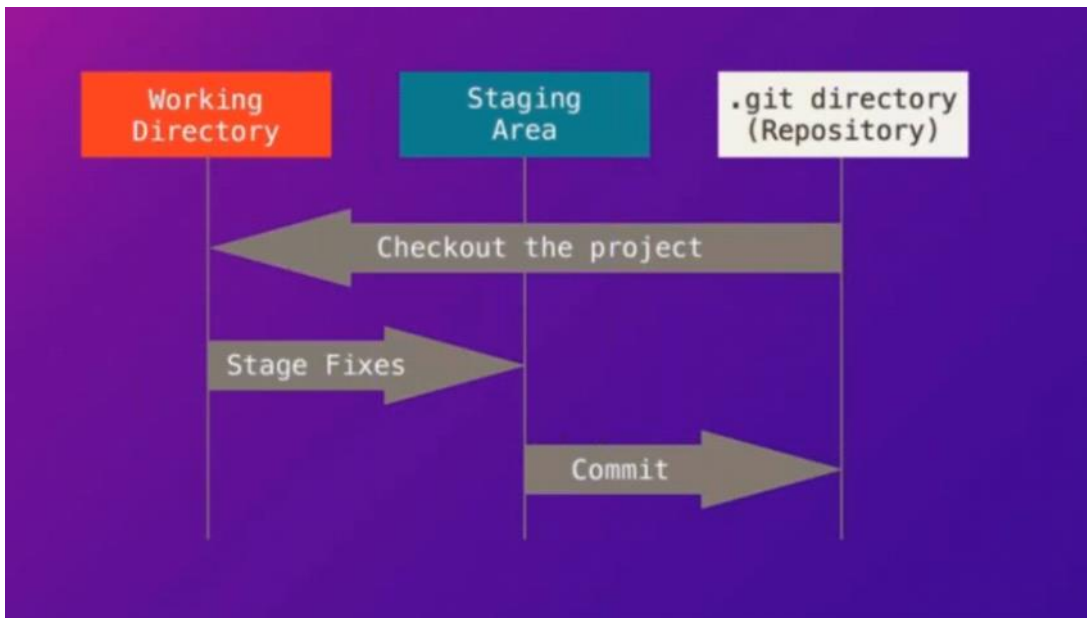 Working
Directory
Staging
Area
.git directory
(Repository)
Checkout the project
Stage Fixes
Commit